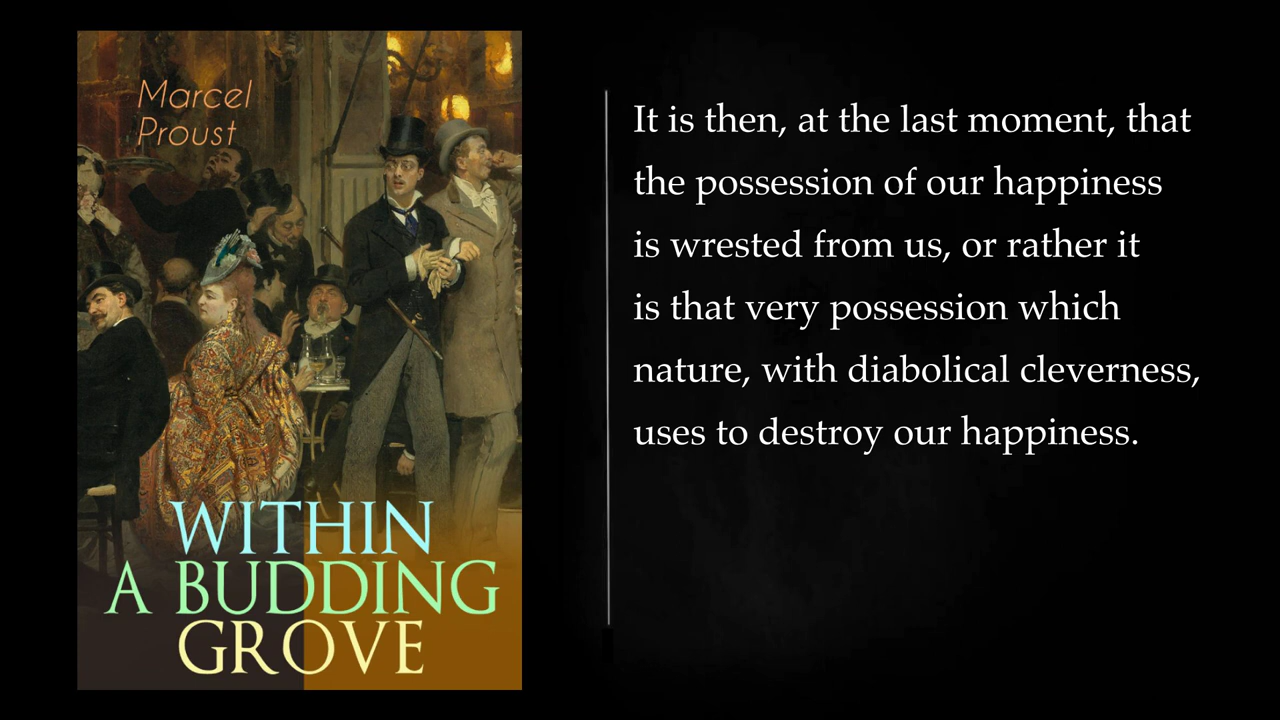 Marcel
Proust
WITHIN
A BUDDING
GROVE
It is then, at the last moment, that
the possession of our happiness
is wrested from us, or rather it
is that very possession which
nature, with diabolical cleverness,
uses to destroy our happiness.